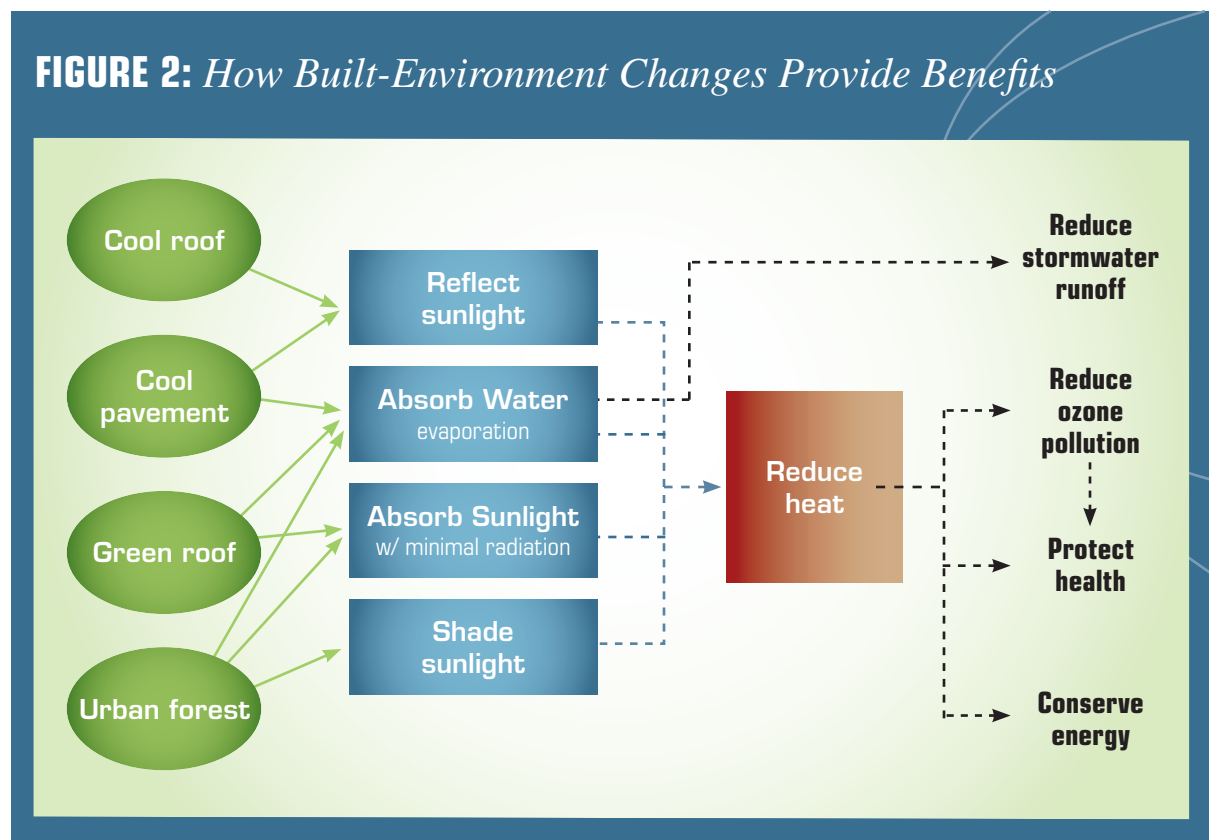 FIGURE 2: How Built-Environment Changes Provide Benefits
Cool roof
Cool
pavement
Green roof
Urban forest
Reflect
sunlight
Absorb Water
evaporation
Absorb Sunlight
w/ minimal radiation
Shade
sunlight
Reduce
heat
Reduce
stormwater
runoff
Reduce
ozone
pollution
Protect
health
Conserve
energy